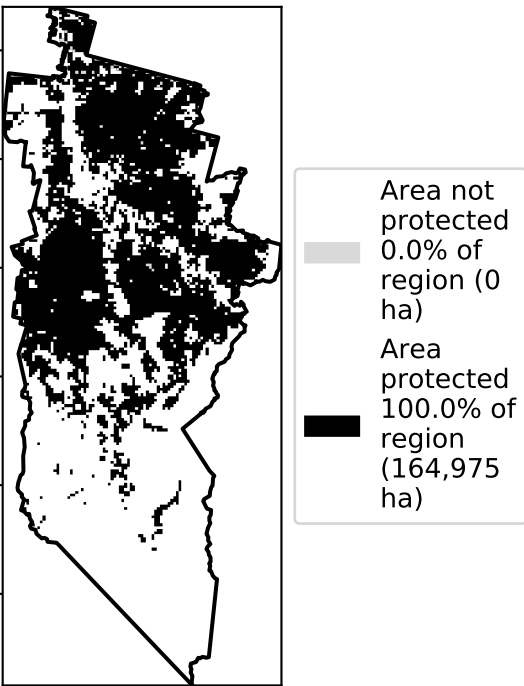 Area not
protected
0.0% of
region (0
ha)
Area
protected
100.0% of
region
(164,975
ha)